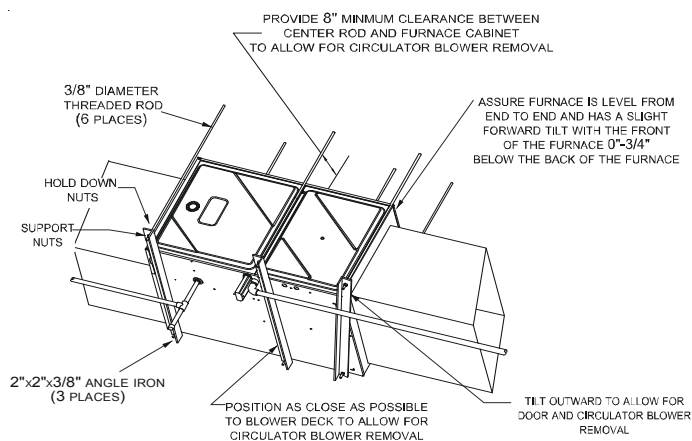 PROVIDE 8" MINMUM CLEARANCE BETWEEN
CENTER ROD AND FURNACE CABINET
TO ALLOW FOR CIRCULATOR BLOWER REMOVAL
3/8" DIAMETER
THREADED ROD
(6 PLACES)
ASSURE FURNACE IS LEVEL FROM
END TO END AND HAS A SLIGHT
FORWARD TILT WITH THE FRONT
OF THE FURNACE 0"-3/4"
BELOW THE BACK OF THE FURNACE
HOLD DOWN
NUTS
SUPPORT
NUTS
2"x2"x3/8" ANGLE IRON
(3 PLACES)
POSITION AS CLOSE AS POSSIBLE
TO BLOWER DECK TO ALLOW FOR
CIRCULATOR BLOWER REMOVAL
TILT OUTWARD TO ALLOW FOR
DOOR AND CIRCULATOR BLOWER
REMOVAL